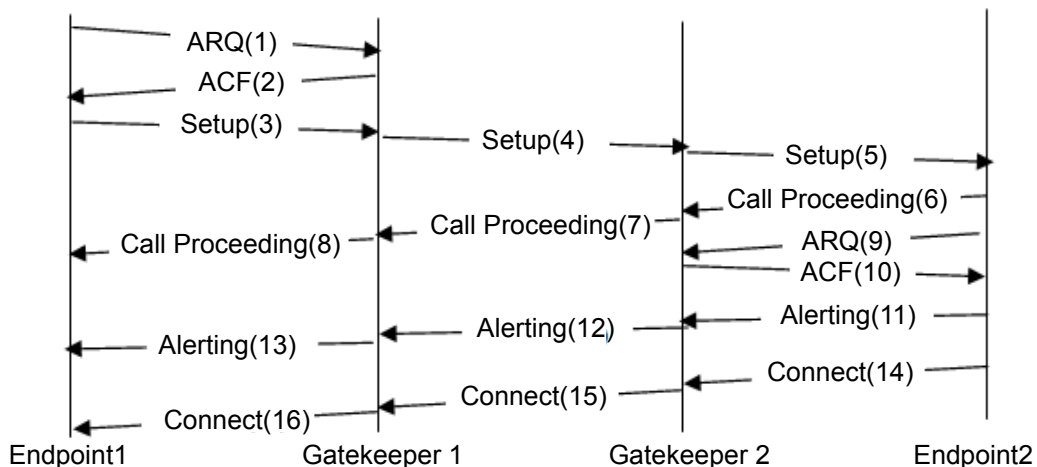 ARQ(1)
ACF(2)
Setup(3)
Setup(4)
Setup(5)
Call Proceeding(6)
Call Proceeding(7)
Call Proceeding(8)
ARQ(9)
ACF(10)
Alerting(11)
Alerting(12)
Alerting(13)
Connect(14)
Connect(15)
Connect(16)
Endpoint1 Gatekeeper 1 Gatekeeper 2 Endpoint2